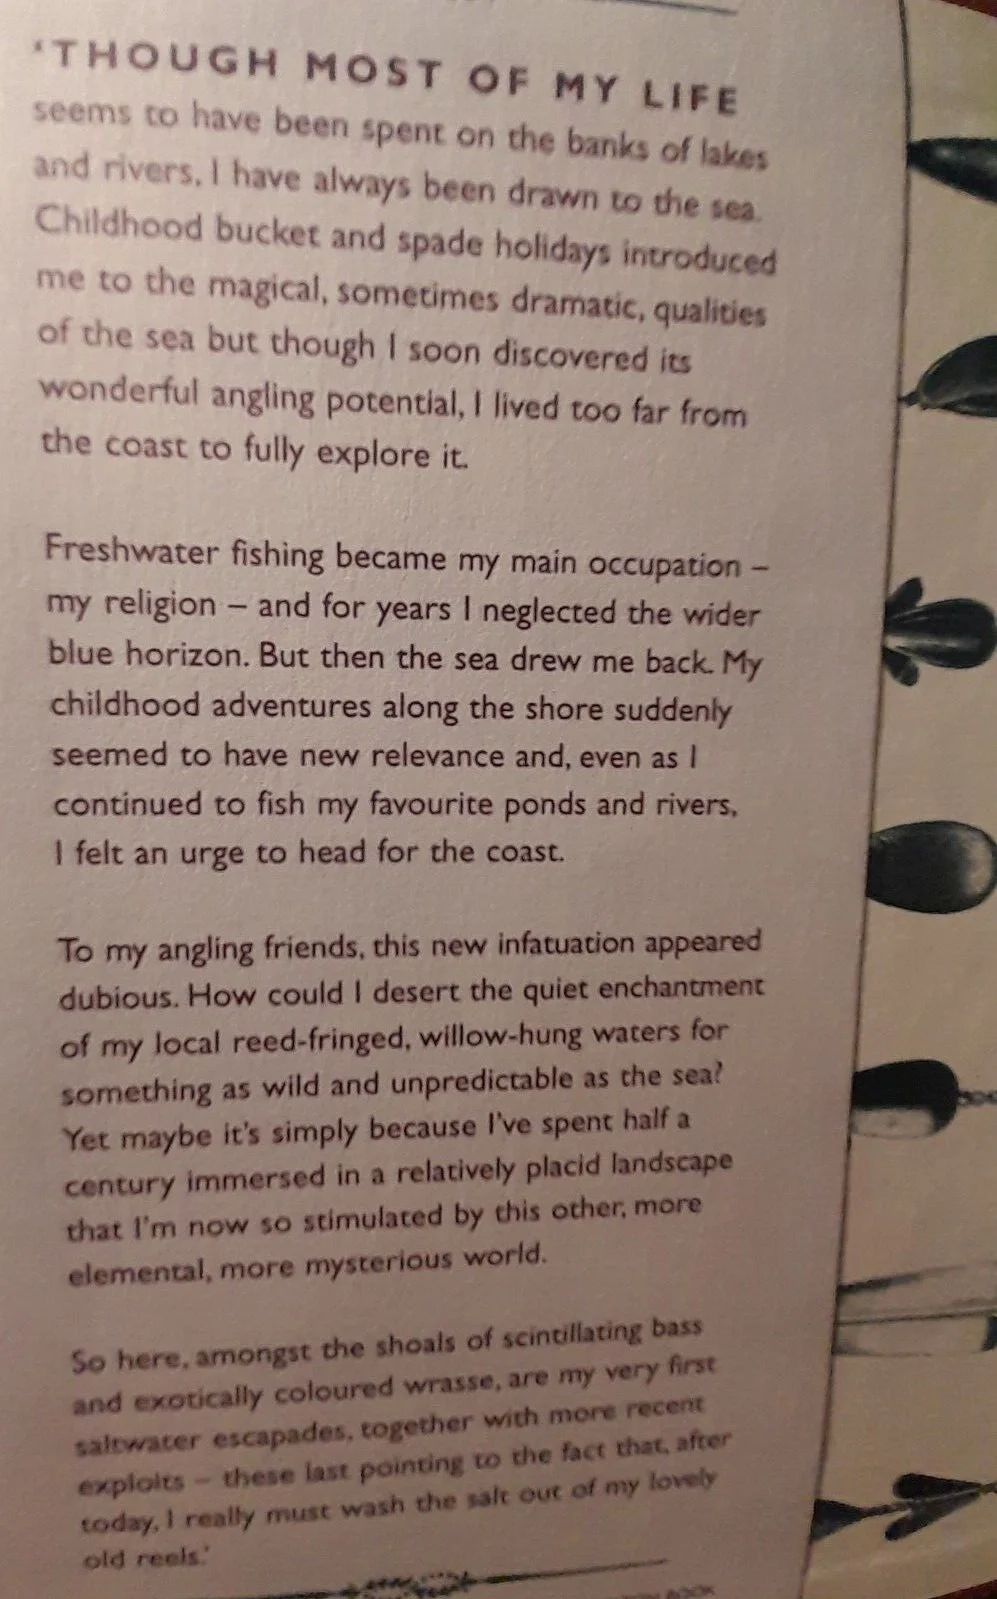 ‘THOUGH MOST OF MY LIFE
seems to have been spent on the banks of lakes
and rivers, I have always been drawn to the sea.
Childhood bucket and spade holidays introduced
me to the magical, sometimes dramatic, qualities
of the sea but though I soon discovered its
wonderful angling potential, I lived too far from
the coast to fully explore it.
Freshwater fishing became my main occupation –
my religion – and for years I neglected the wider
blue horizon. But then the sea drew me back. My
childhood adventures along the shore suddenly
seemed to have new relevance and, even as I
continued to fish my favourite ponds and rivers,
I felt an urge to head for the coast.
To my angling friends, this new infatuation appeared
dubious. How could I desert the quiet enchantment
of my local reed-fringed, willow-hung waters for
something as wild and unpredictable as the sea?
Yet maybe it’s simply because I’ve spent half a
century immersed in a relatively placid landscape
that I’m now so stimulated by this other, more
elemental, more mysterious world.
So here, amongst the shoals of scintillating bass
and exotically coloured wrasse, are my very first
saltwater escapades, together with more recent
exploits – these last pointing to the fact that, after
today, I really must wash the salt out of my lovely
old reels.’
BOOK